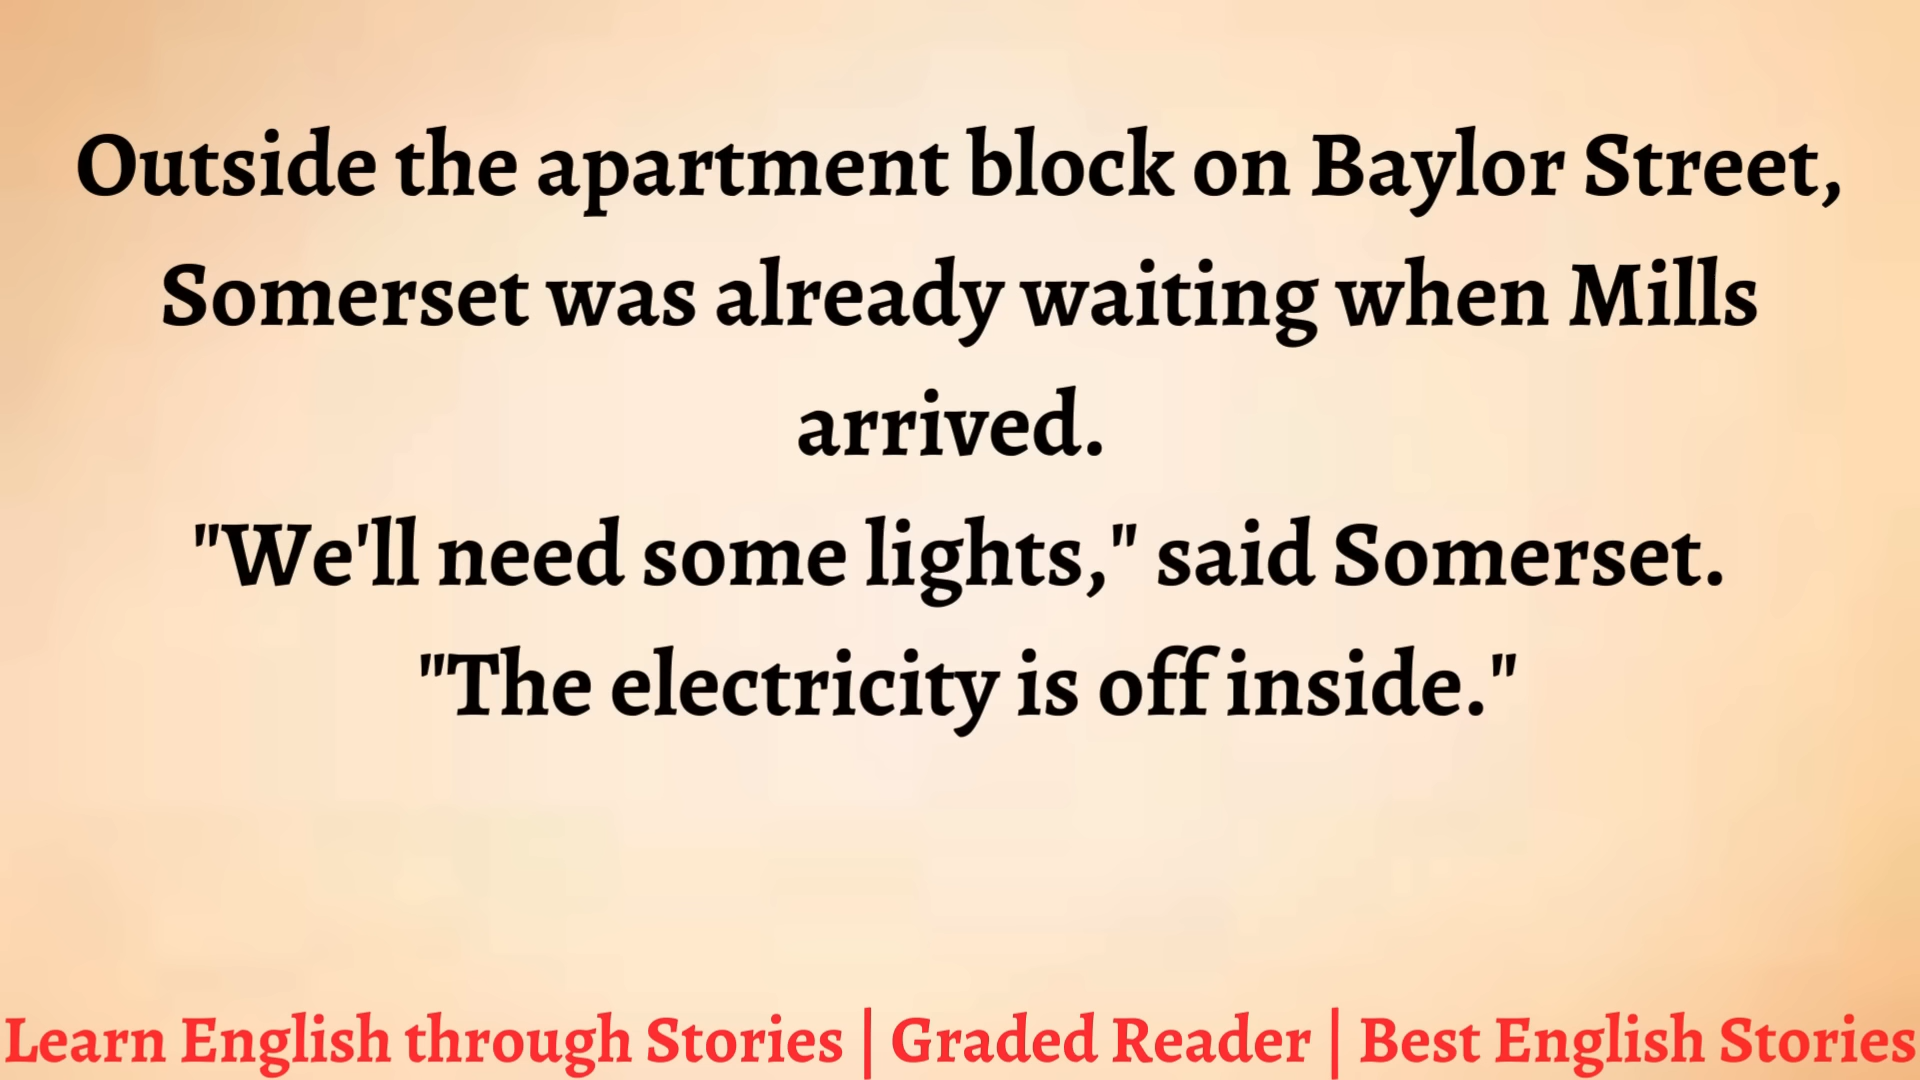 Outside the apartment block on Baylor Street,
Somerset was already waiting when Mills
arrived.
"We'll need some lights," said Somerset.
"The electricity is off inside."
Learn English through Stories | Graded Reader | Best English Stories